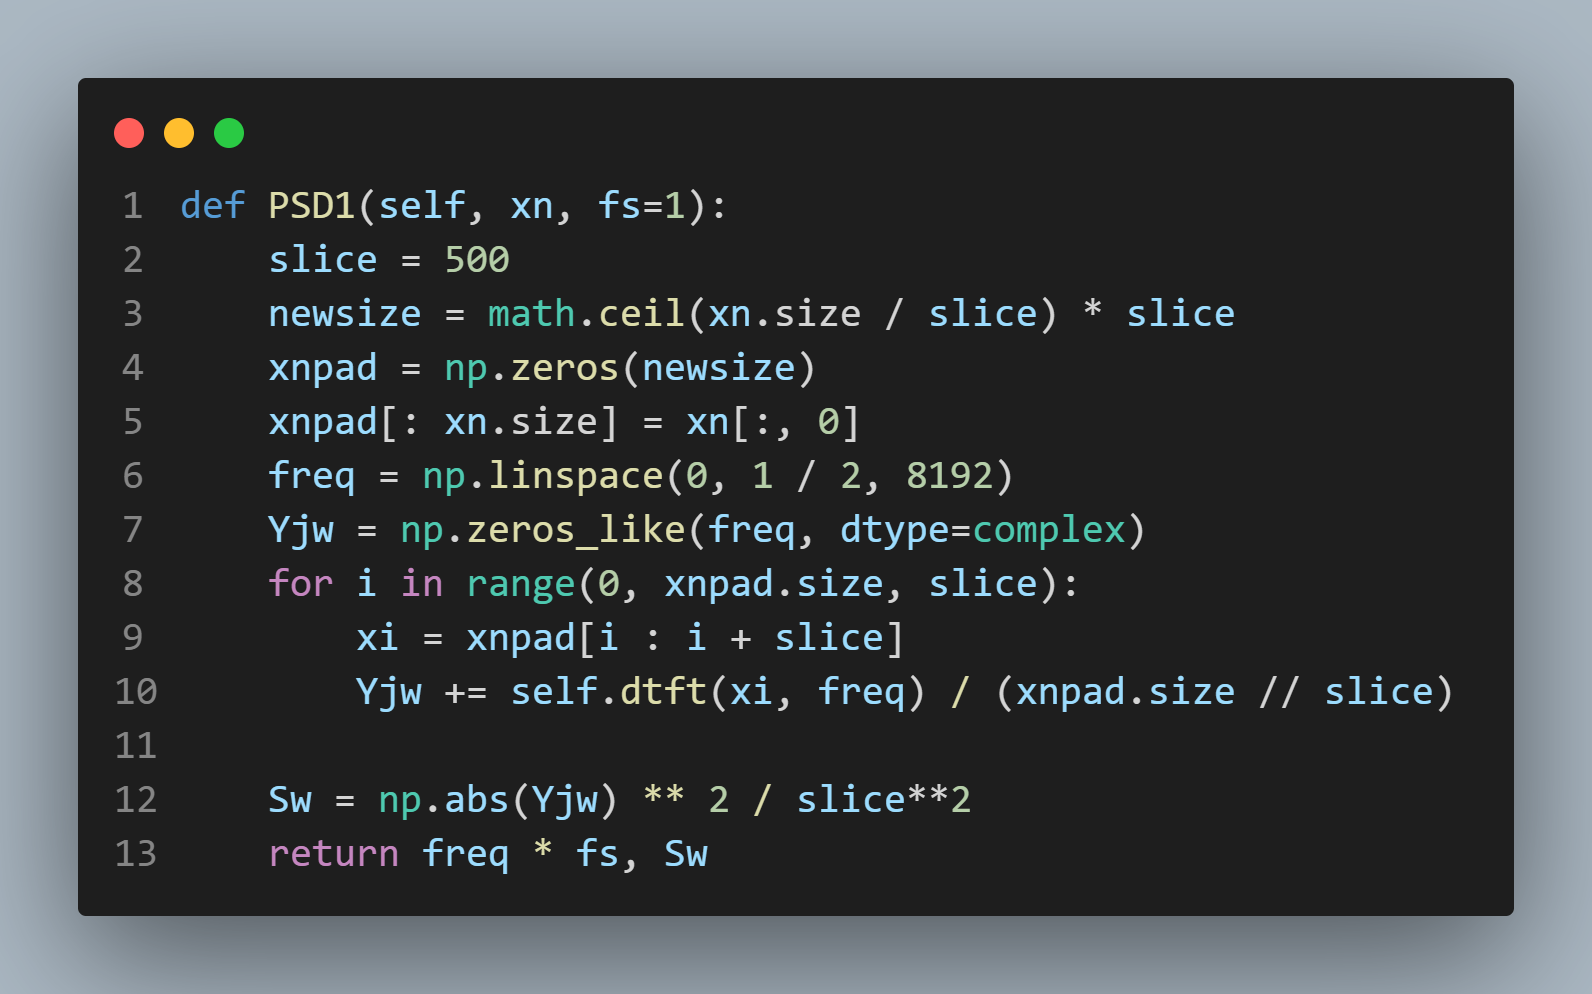 1 def PSD1(self, xn, fs=1):
2     slice = 500
3     newsize = math.ceil(xn.size / slice) * slice
4     xnpad = np.zeros(newsize)
5     xnpad[: xn.size] = xn[:, 0]
6     freq = np.linspace(0, 1 / 2, 8192)
7     Yjw = np.zeros_like(freq, dtype=complex)
8     for i in range(0, xnpad.size, slice):
9         xi = xnpad[i : i + slice]
10         Yjw += self.dtft(xi, freq) / (xnpad.size // slice)
11
12     Sw = np.abs(Yjw) ** 2 / slice**2
13     return freq * fs, Sw